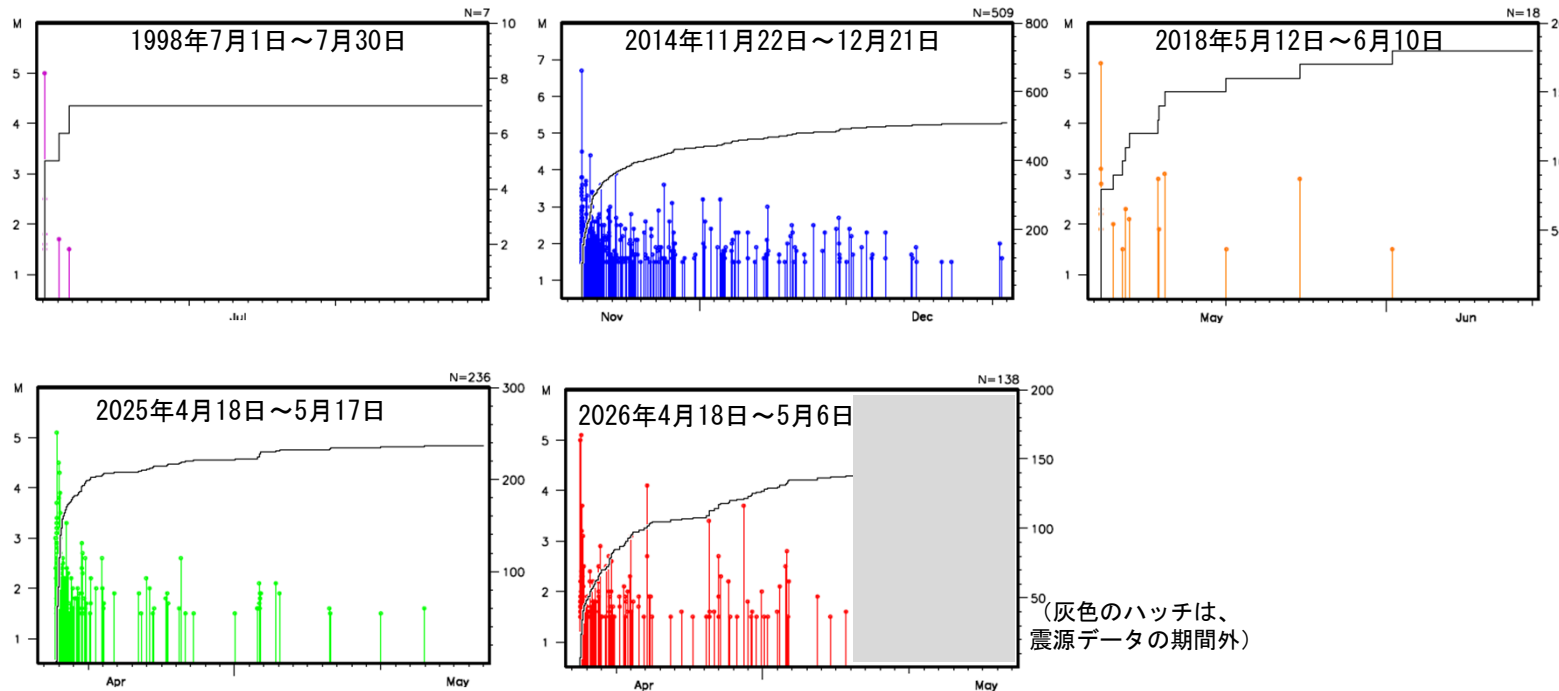 M
N=7
10
1998年7月1日～7月30日
5
8
4
6
3
4
2
2
1
Jul
M
N=509
800
2014年11月22日～12月21日
7
6
600
5
4
400
3
2
200
1
Nov
Dec
M
N=18
2018年5月12日～6月10日
5
4
3
2
5
1
May
Jun
M
N=236
300
2025年4月18日～5月17日
5
4
200
3
2
100
1
Apr
May
M
N=138
200
2026年4月18日～5月6日
5
150
4
100
3
2
50
1
Apr
May
（灰色のハッチは、
震源データの期間外）